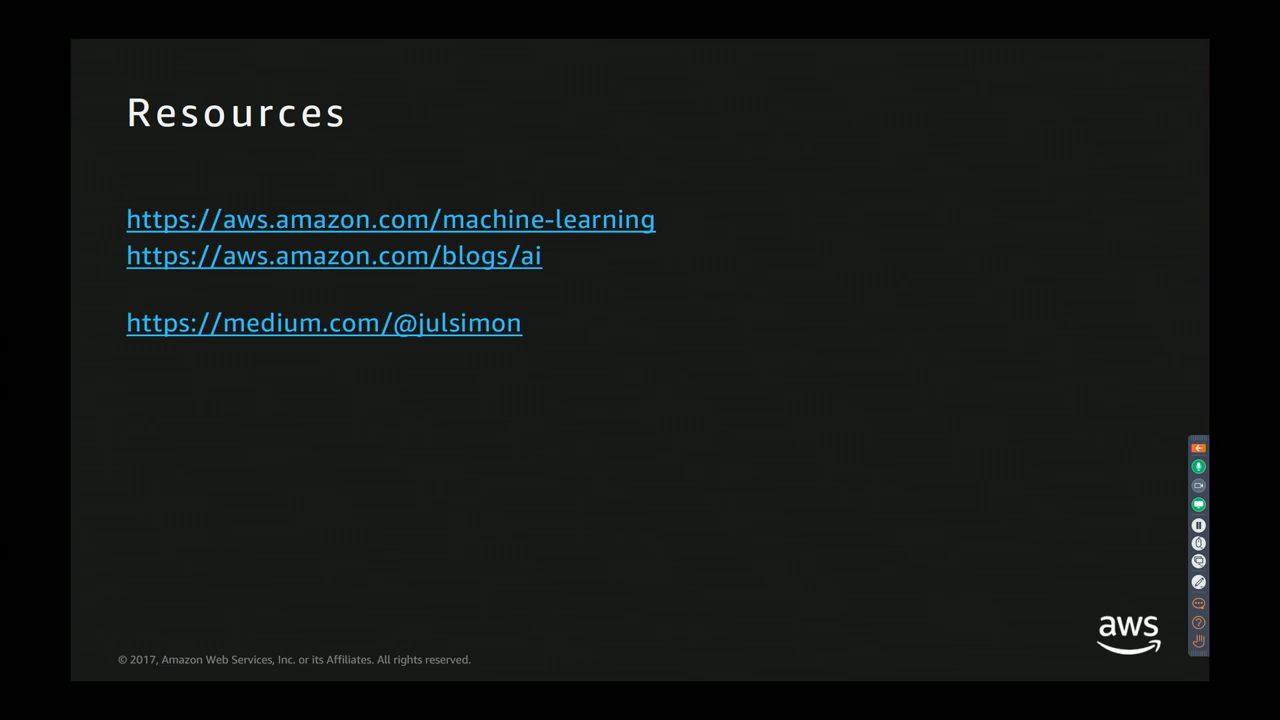 Resources
https://aws.amazon.com/machine-learning
https://aws.amazon.com/blogs/ai
https://medium.com/@julsimon
aws
© 2017, Amazon Web Services, Inc. or its Affiliates. All rights reserved.